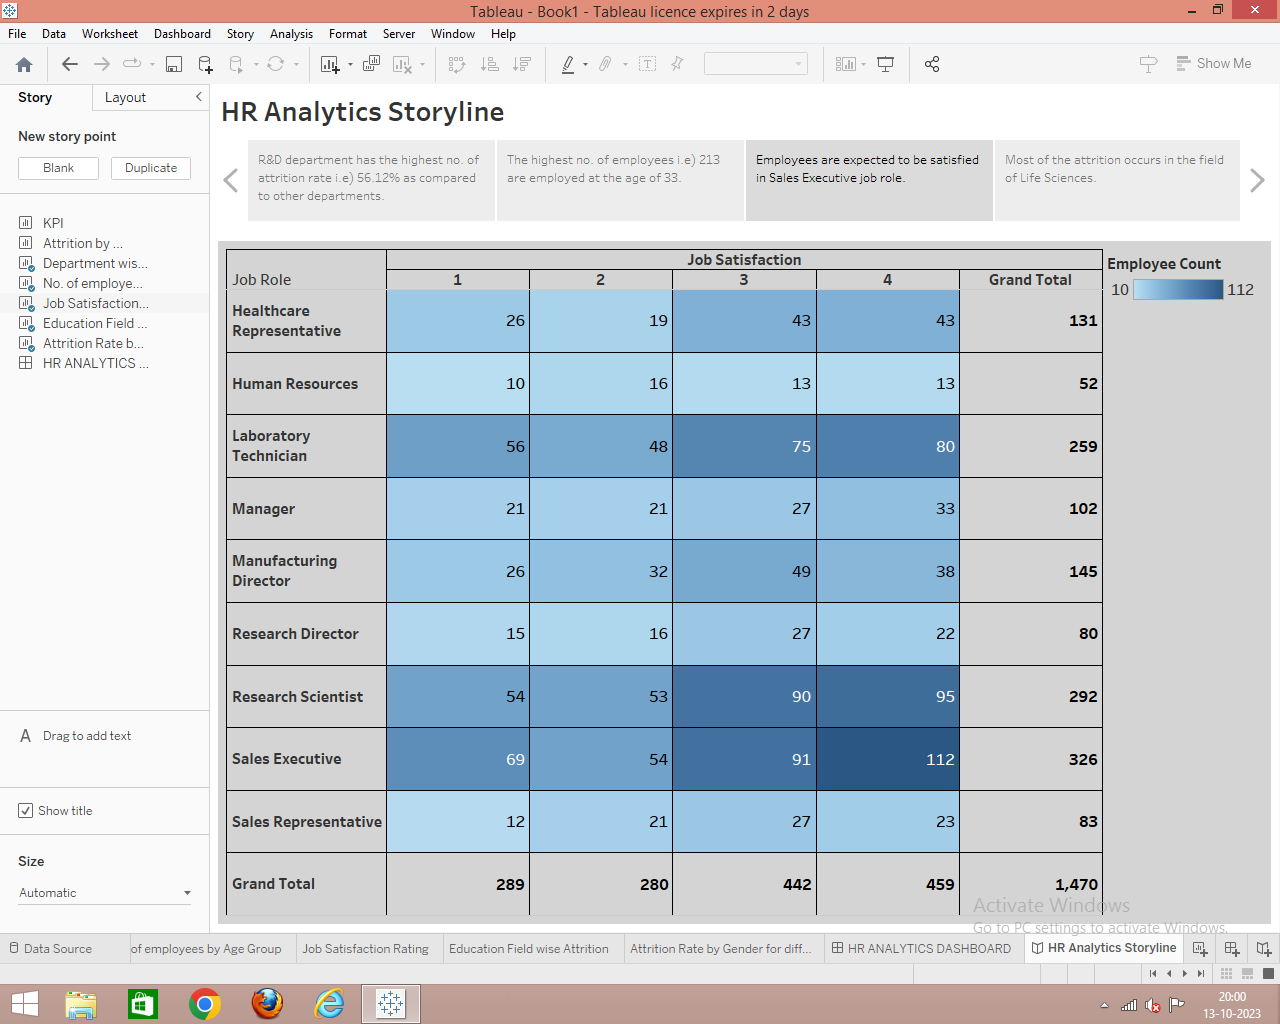 Tableau - Book1 - Tableau licence expires in 2 days
File Data Worksheet Dashboard Story Analysis Format Server Window Help
Show Me
Story Layout
New story point
Blank Duplicate
KPI
Attrition by ...
Department wis...
No. of employe...
Job Satisfaction...
Education Field ...
Attrition Rate b...
HR ANALYTICS ...
A Drag to add text
Show title
Size
Automatic
HR Analytics Storyline
R&D department has the highest no. of
attrition rate i.e) 56.12% as compared
to other departments.
The highest no. of employees i.e) 213
are employed at the age of 33.
Employees are expected to be satisfied
in Sales Executive job role.
Most of the attrition occurs in the field
of Life Sciences.
Job Satisfaction
Job Role 1 2 3 4 Grand Total
Healthcare
Representative 26 19 43 43 131
Human Resources 10 16 13 13 52
Laboratory
Technician 56 48 75 80 259
Manager 21 21 27 33 102
Manufacturing
Director 26 32 49 38 145
Research Director 15 16 27 22 80
Research Scientist 54 53 90 95 292
Sales Executive 69 54 91 112 326
Sales Representative 12 21 27 23 83
Grand Total 289 280 442 459 1,470
Employee Count
10 112
Activate Windows
Go to PC settings to activate Windows.
Data Source of employees by Age Group Job Satisfaction Rating Education Field wise Attrition Attrition Rate by Gender for diff... HR ANALYTICS DASHBOARD HR Analytics Storyline
20:00
13-10-2023